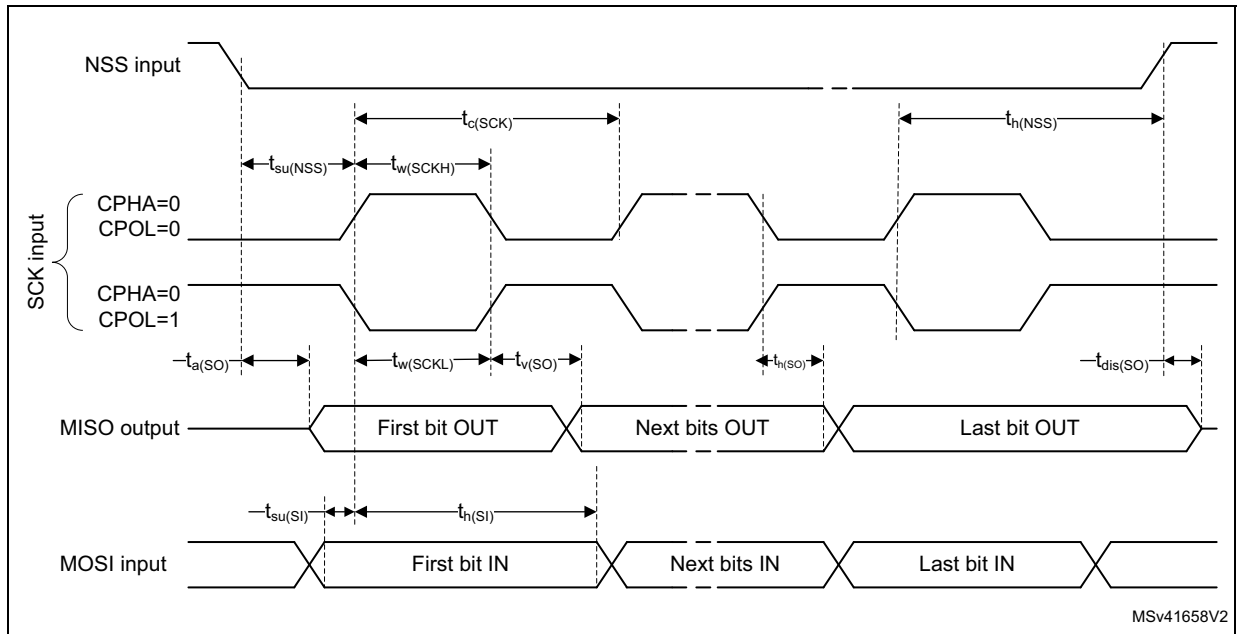 NSS input
tc(SCK)
th(NSS)
tsu(NSS)
tw(SCKH)
SCK input
CPHA=0
CPOL=0
CPHA=0
CPOL=1
ta(SO)
tw(SCKL)
tv(SO)
th(SO)
tdis(SO)
MISO output
First bit OUT
Next bits OUT
Last bit OUT
tsu(SI)
th(SI)
MOSI input
First bit IN
Next bits IN
Last bit IN
MSv41658V2